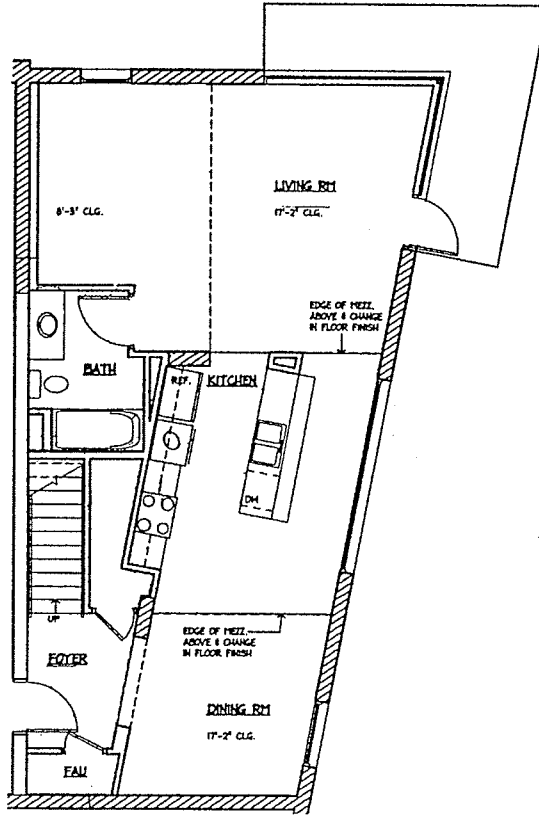 LIVING RM
8'-3" CLG.
17'-2" CLG.
EDGE OF MEZZ.
ABOVE & CHANGE
IN FLOOR FINISH
BATH
REF.
KITCHEN
DW
UP
EDGE OF MEZZ.
ABOVE & CHANGE
IN FLOOR FINISH
FOYER
DINING RM
17'-2" CLG.
FAU